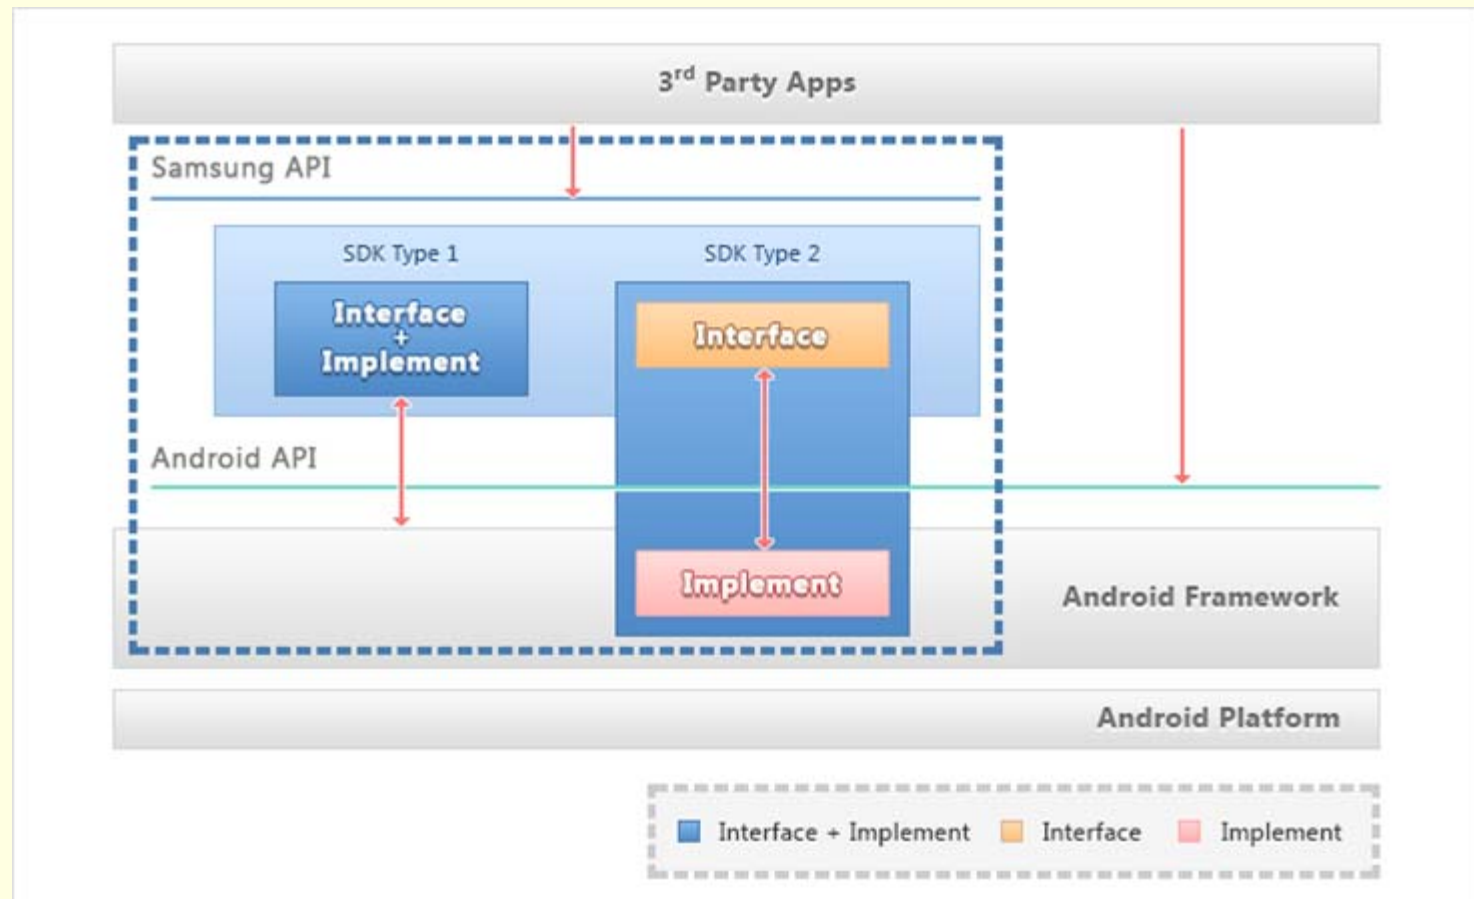 3rd Party Apps
Samsung API
SDK Type 1
SDK Type 2
Interface
+
Implement
Interface
Android API
Implement
Android Framework
Android Platform
Interface + Implement
Interface
Implement